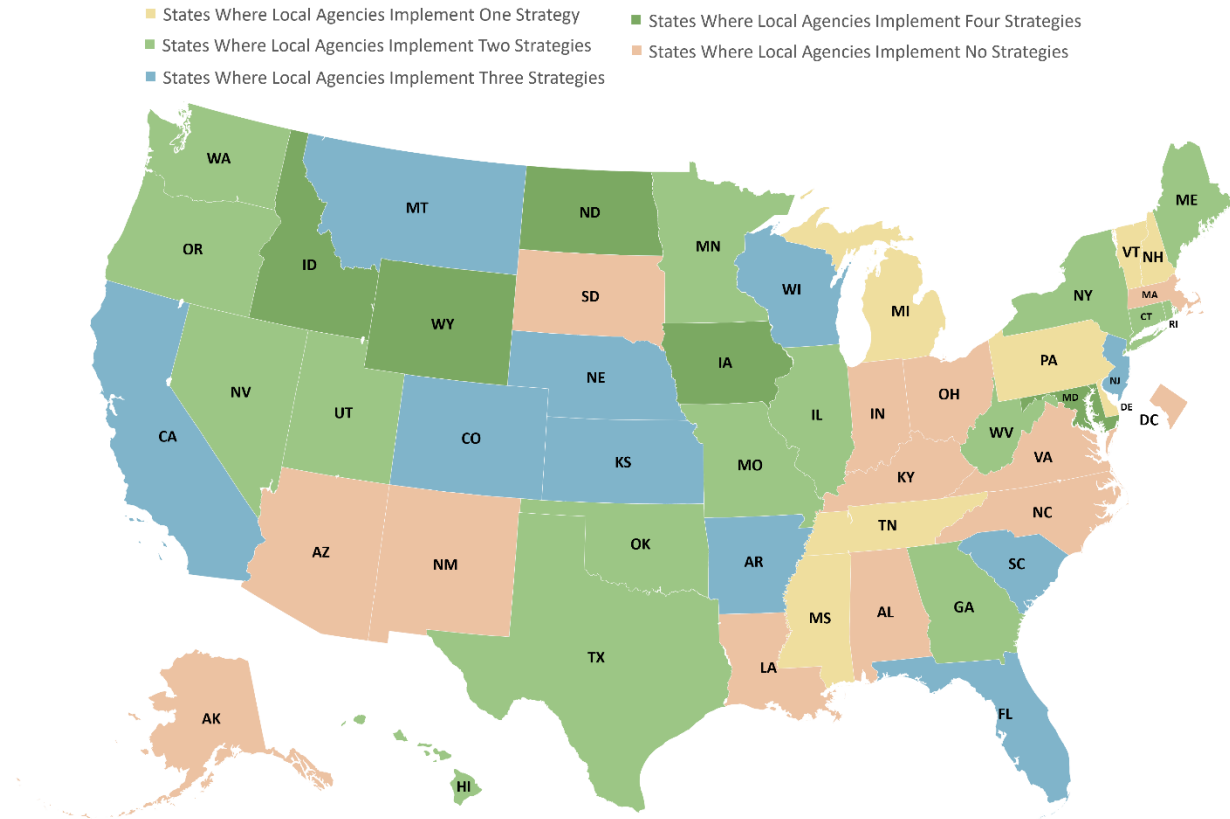 States Where Local Agencies Implement One Strategy
States Where Local Agencies Implement Two Strategies
States Where Local Agencies Implement Three Strategies
States Where Local Agencies Implement Four Strategies
States Where Local Agencies Implement No Strategies
WA
MT
ND
MN
ME
OR
ID
SD
WI
VT
NH
NY
MA
CT
RI
WY
MI
IA
PA
NE
NJ
NV
UT
CO
IL
IN
OH
MD
DE
DC
CA
KS
MO
WV
VA
KY
AZ
NM
OK
AR
TN
NC
SC
MS
AL
GA
TX
LA
FL
AK
HI